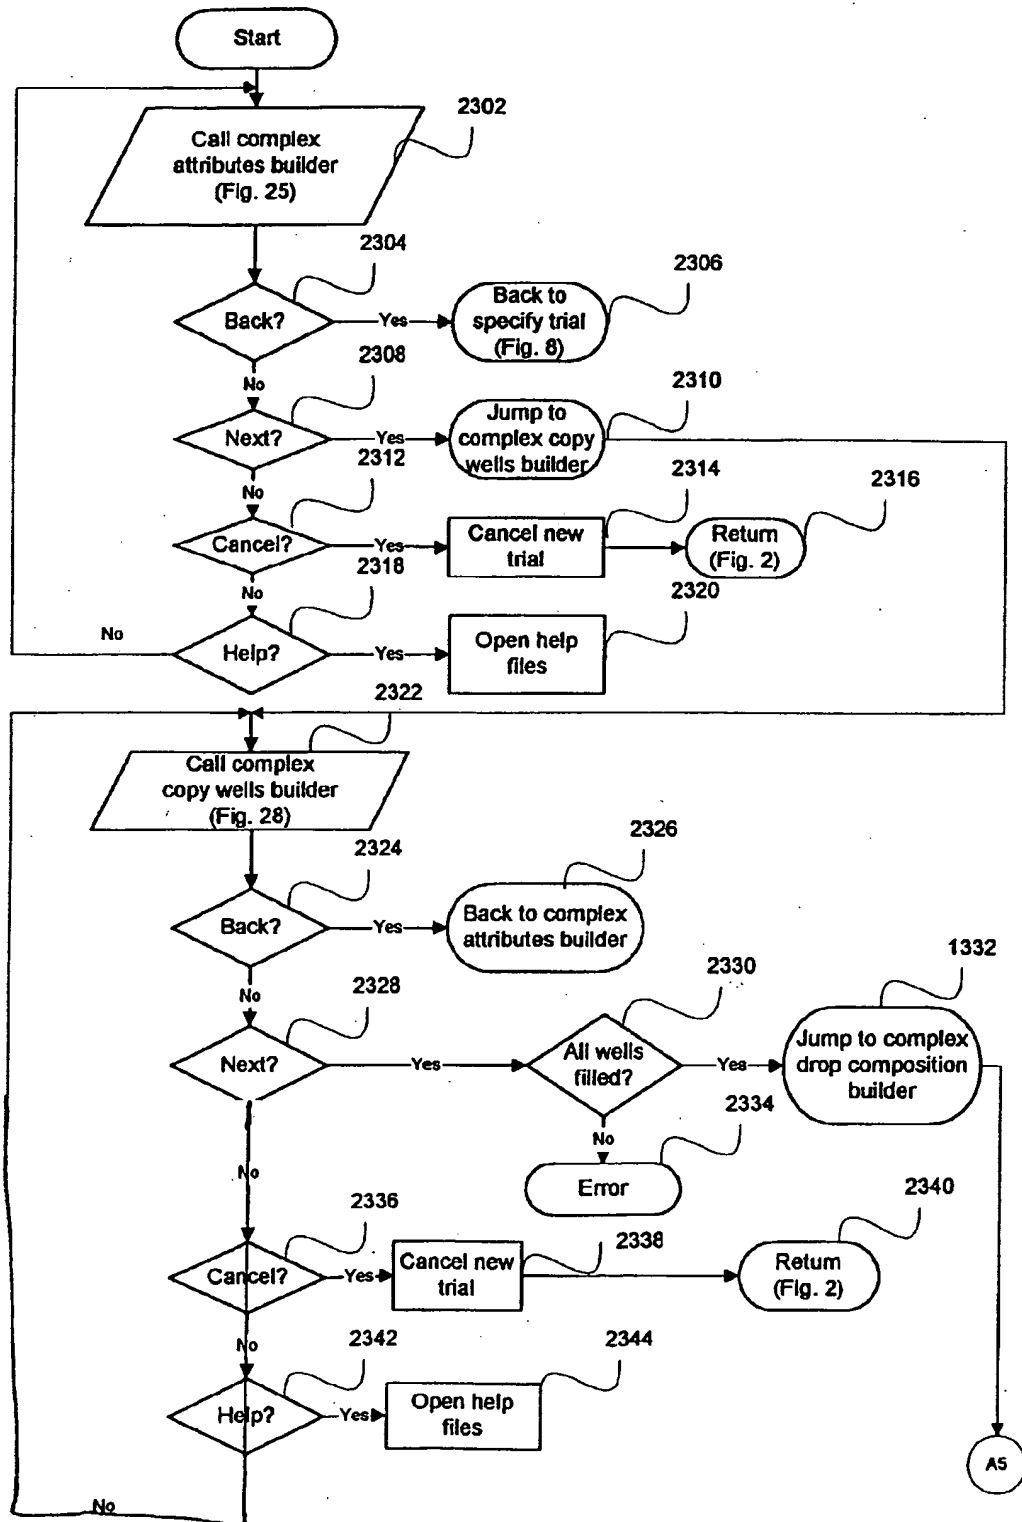 Start
2302
Call complex
attributes builder
(Fig. 25)
2304
Back?
Yes
2306
Back to
specify trial
(Fig. 8)
No
2308
Next?
Yes
2310
Jump to
complex copy
wells builder
No
2312
Cancel?
Yes
2314
Cancel new
trial
2316
Return
(Fig. 2)
No
2318
No
Help?
Yes
2320
Open help
files
2322
Call complex
copy wells builder
(Fig. 28)
2324
Back?
Yes
2326
Back to complex
attributes builder
No
2328
Next?
Yes
2330
All wells
filled?
Yes
1332
Jump to complex
drop composition
builder
No
2334
Error
No
2336
Cancel?
Yes
2338
Cancel new
trial
2340
Return
(Fig. 2)
No
2342
Help?
Yes
2344
Open help
files
A5
No